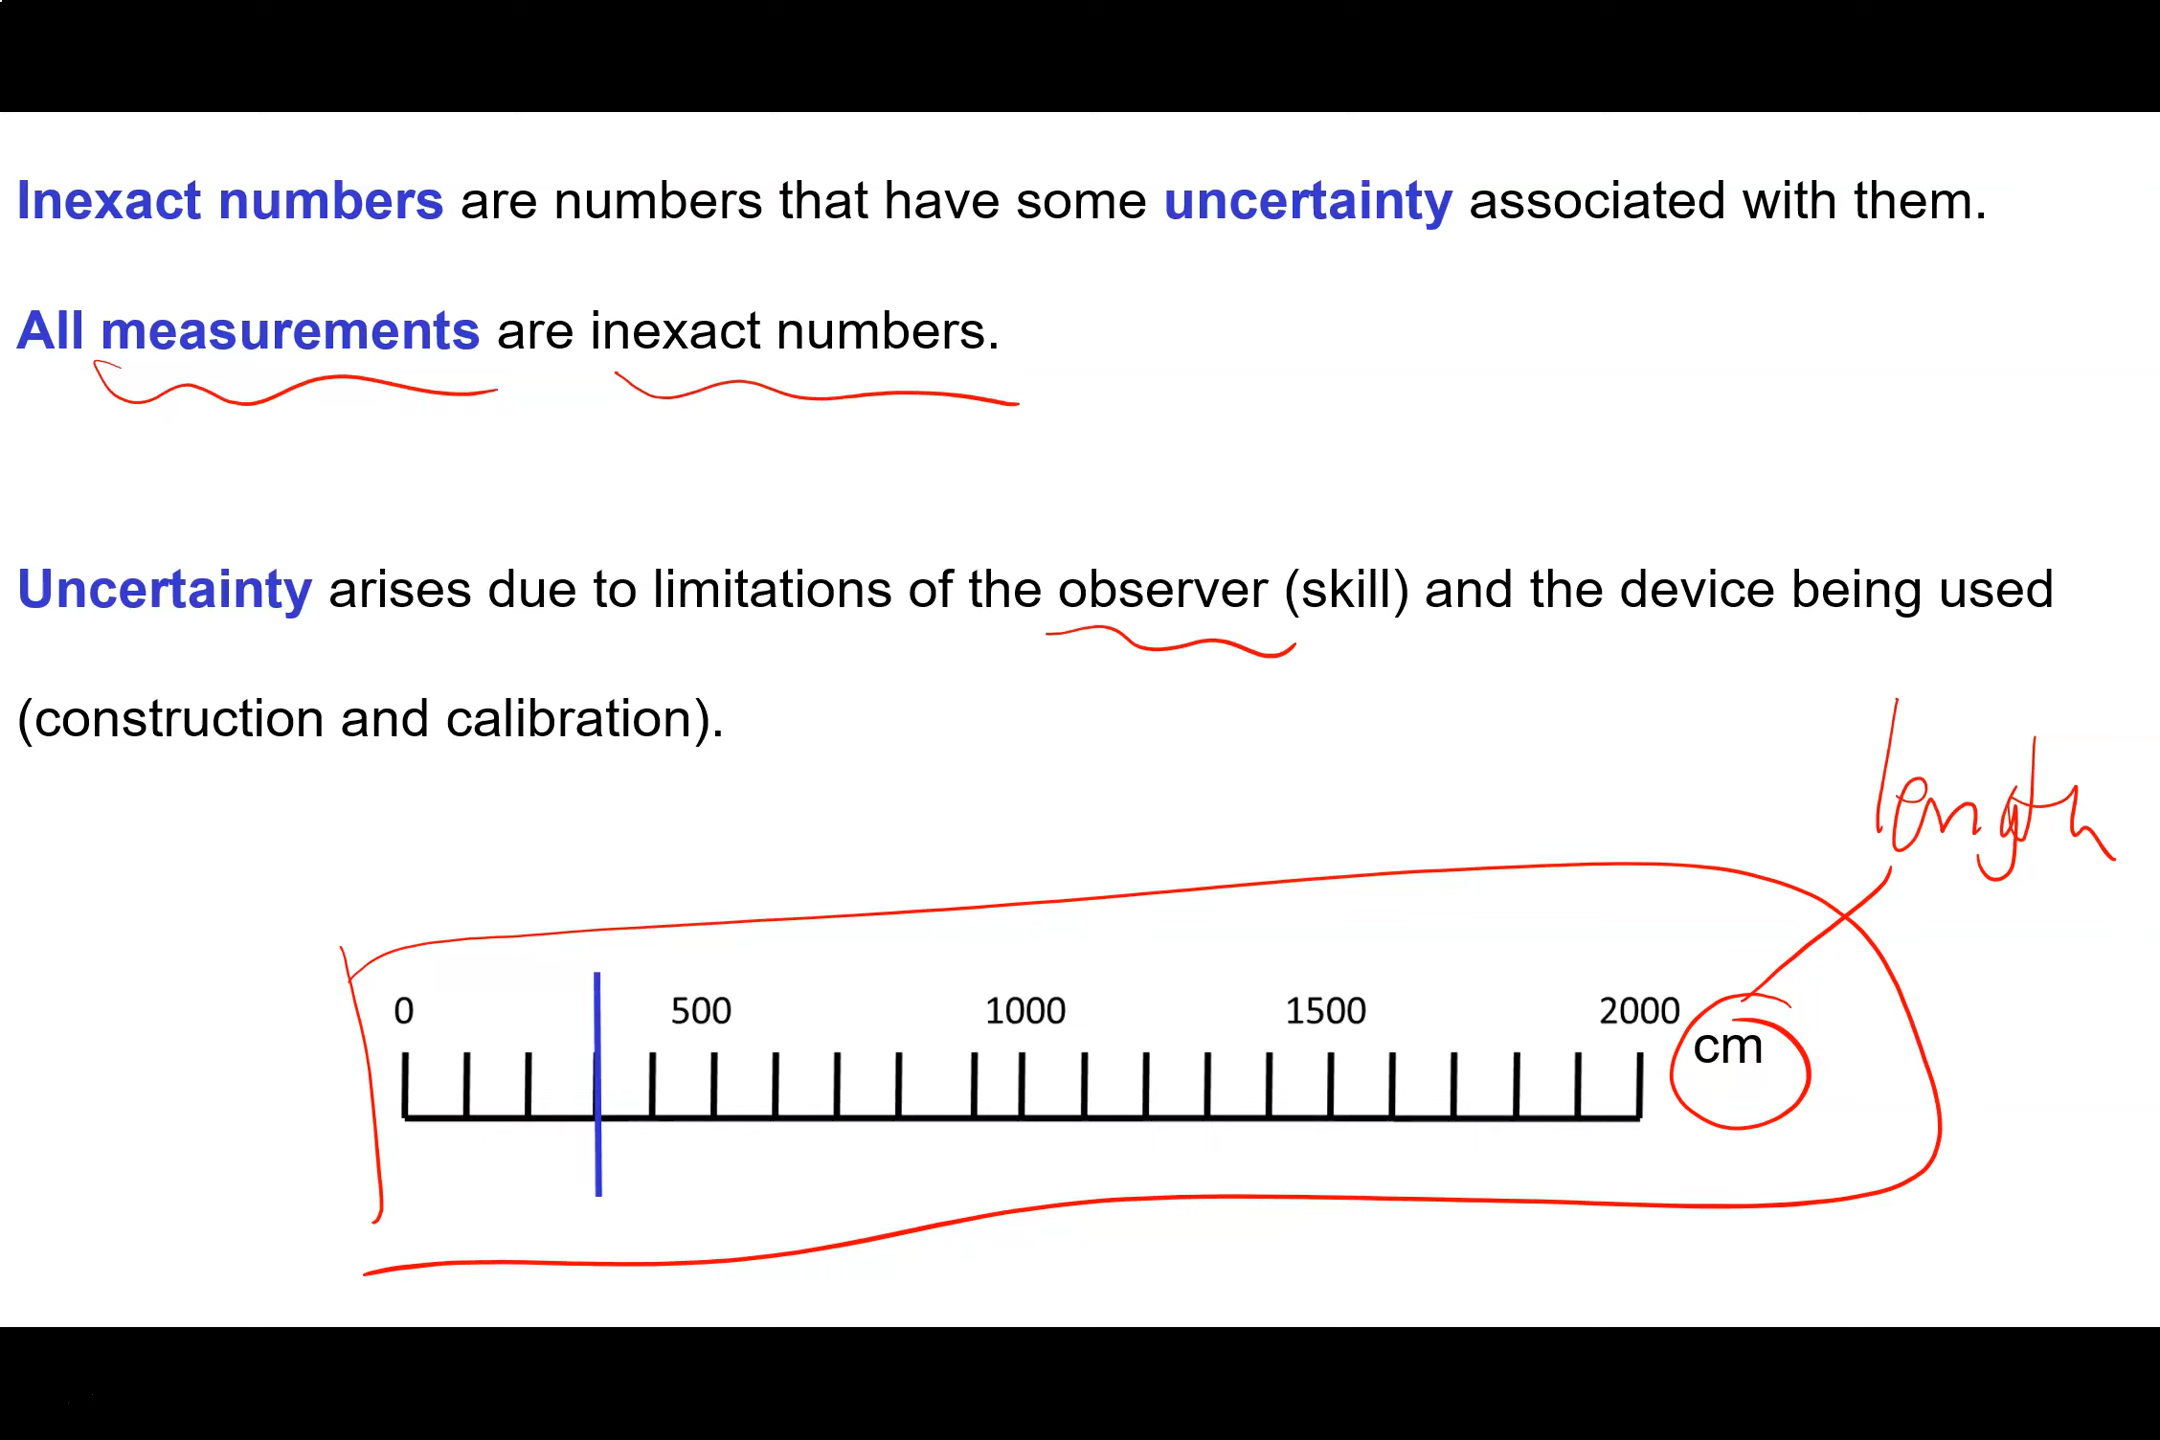 Inexact numbers are numbers that have some uncertainty associated with them.
All measurements are inexact numbers.
Uncertainty arises due to limitations of the observer (skill) and the device being used
(construction and calibration).
length
0 500 1000 1500 2000
cm